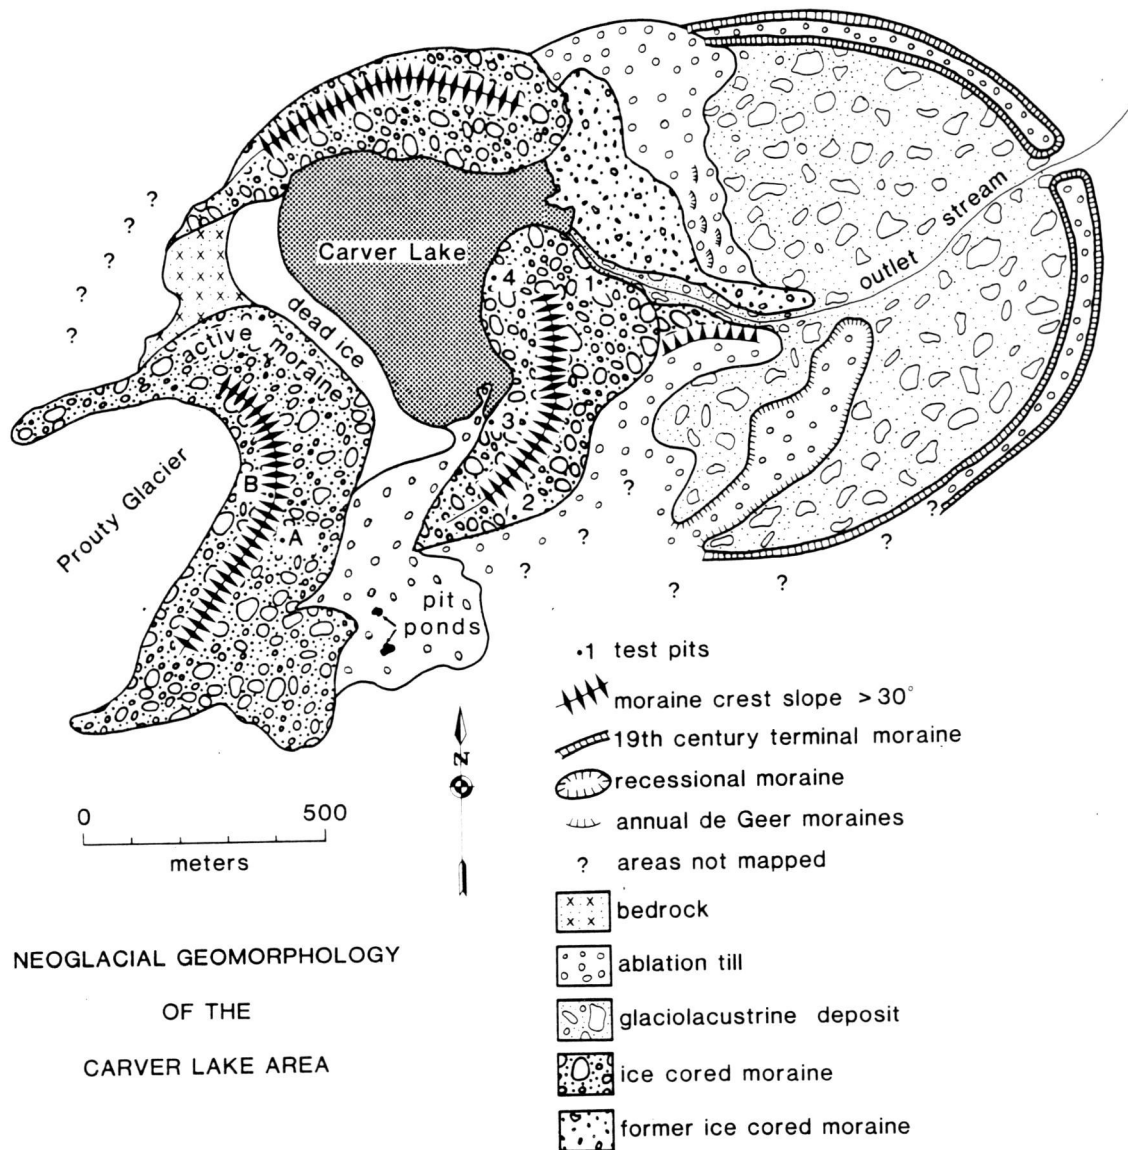 Carver Lake
4
1
3
2
dead ice
active moraine
Prouty Glacier
B
A
pit
ponds
outlet stream
?
?
?
?
?
?
?
?
?
?
?
?
N
0 500
meters
NEOGLACIAL GEOMORPHOLOGY
OF THE
CARVER LAKE AREA
•1 test pits
moraine crest slope > 30°
19th century terminal moraine
recessional moraine
annual de Geer moraines
? areas not mapped
bedrock
ablation till
glaciolacustrine deposit
ice cored moraine
former ice cored moraine